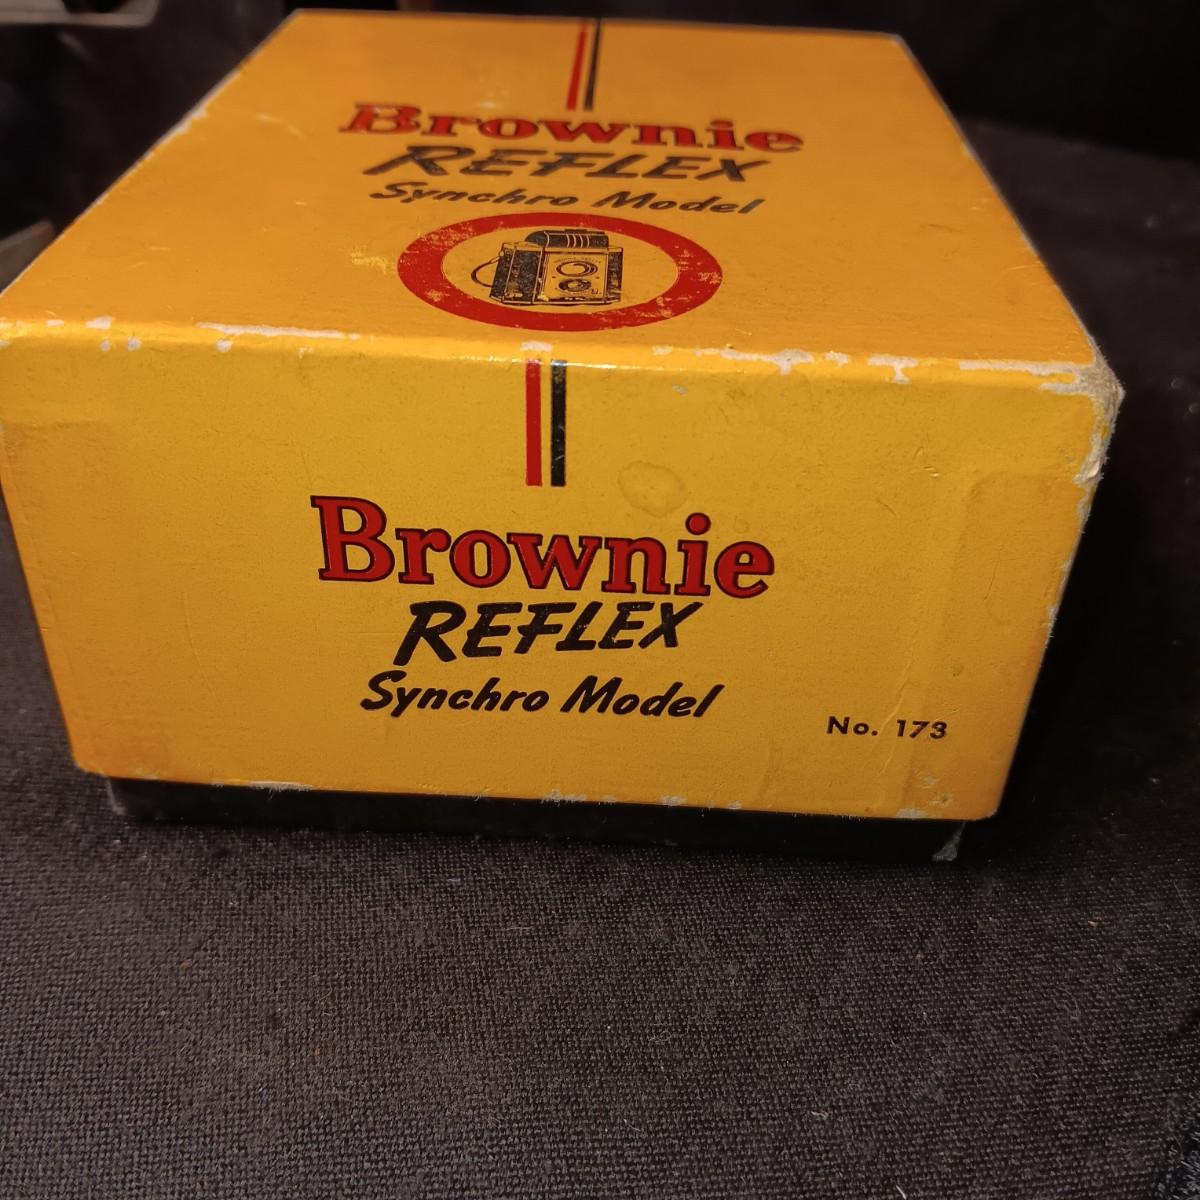 Brownie
REFLEX
Synchro Model
Brownie
REFLEX
Synchro Model
No. 173